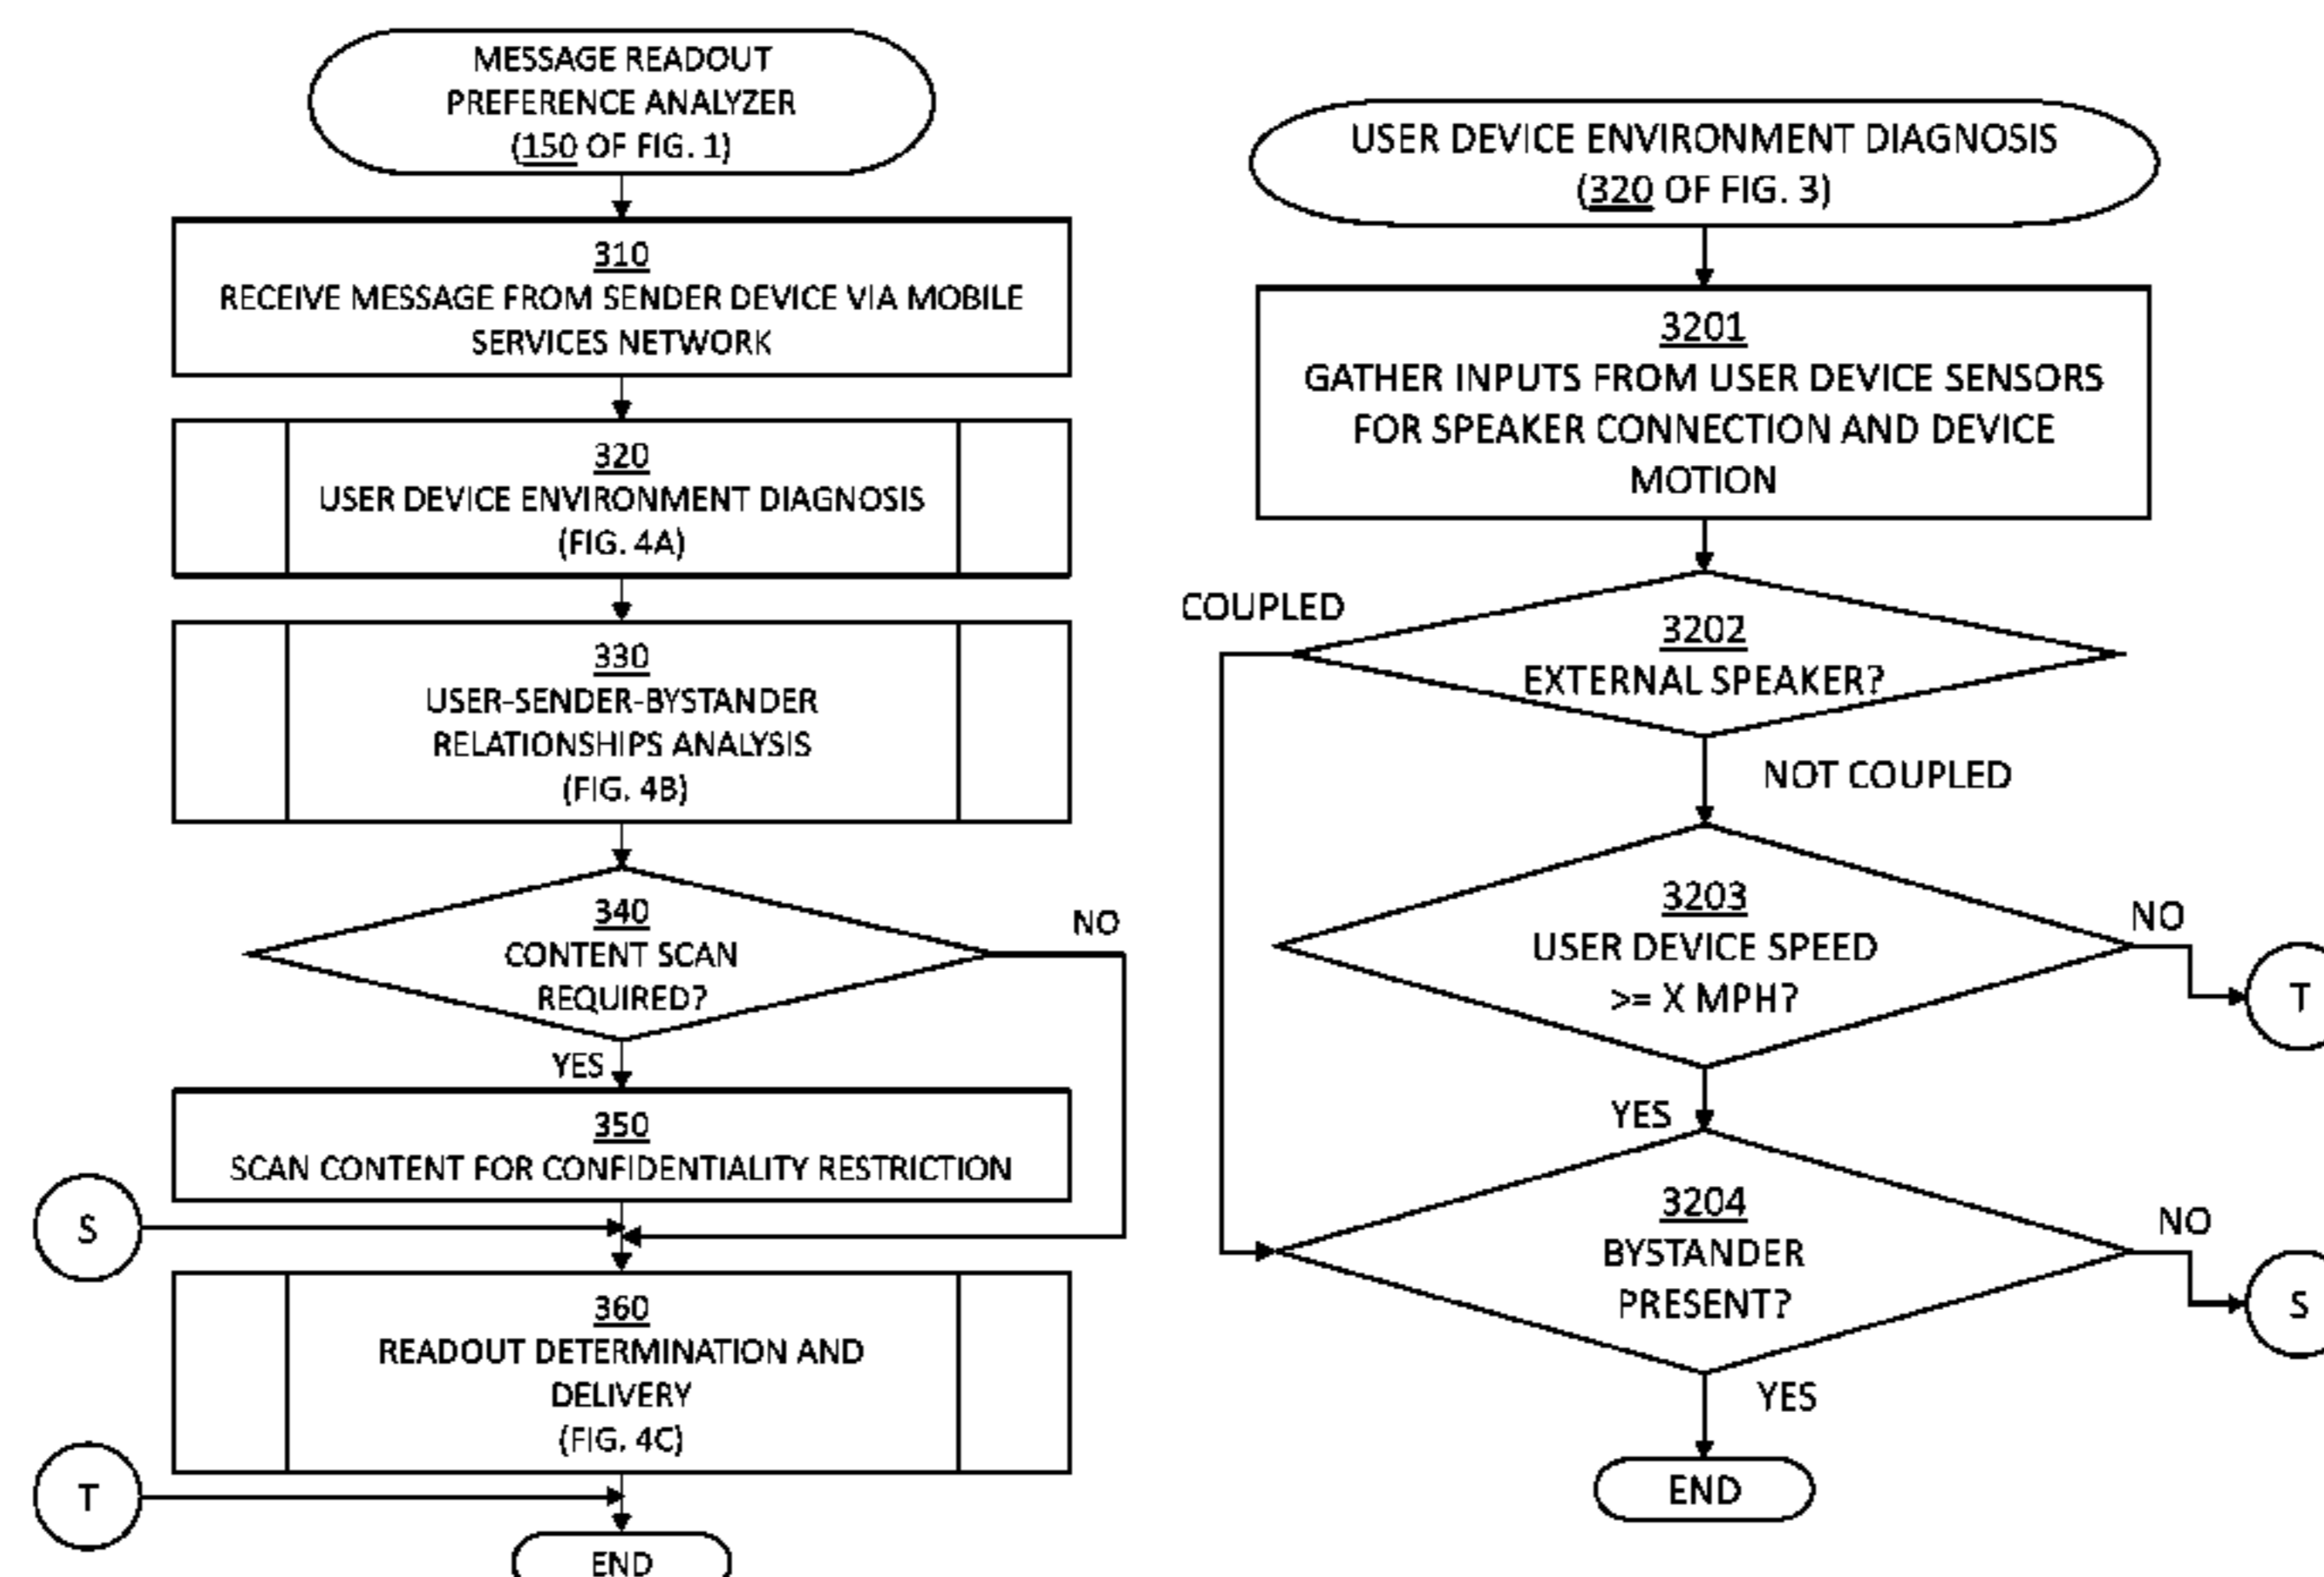 MESSAGE READOUT
PREFERENCE ANALYZER
(150 OF FIG. 1)
310
RECEIVE MESSAGE FROM SENDER DEVICE VIA MOBILE
SERVICES NETWORK
320
USER DEVICE ENVIRONMENT DIAGNOSIS
(FIG. 4A)
330
USER-SENDER-BYSTANDER
RELATIONSHIPS ANALYSIS
(FIG. 4B)
340
CONTENT SCAN
REQUIRED?
NO
YES
350
SCAN CONTENT FOR CONFIDENTIALITY RESTRICTION
S
360
READOUT DETERMINATION AND
DELIVERY
(FIG. 4C)
T
END
USER DEVICE ENVIRONMENT DIAGNOSIS
(320 OF FIG. 3)
3201
GATHER INPUTS FROM USER DEVICE SENSORS
FOR SPEAKER CONNECTION AND DEVICE
MOTION
COUPLED
3202
EXTERNAL SPEAKER?
NOT COUPLED
3203
USER DEVICE SPEED
>= X MPH?
NO
T
YES
3204
BYSTANDER
PRESENT?
NO
S
YES
END